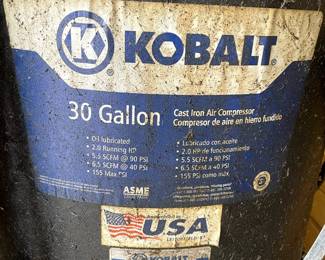 K KOBALT
30 Gallon
Cast Iron Air Compressor
Compresor de aire en hierro fundido
• Oil lubricated
• 2.0 Running HP
• 5.5 SCFM @ 90 PSI
• 6.5 SCFM @ 40 PSI
• 155 Max PSI
• Lubricado con aceite
• 2.0 HP de funcionamiento
• 5.5 SCFM a 90 PSI
• 6.5 SCFM a 40 PSI
• 155 PSI como máx
ASME
USA
KOBALT